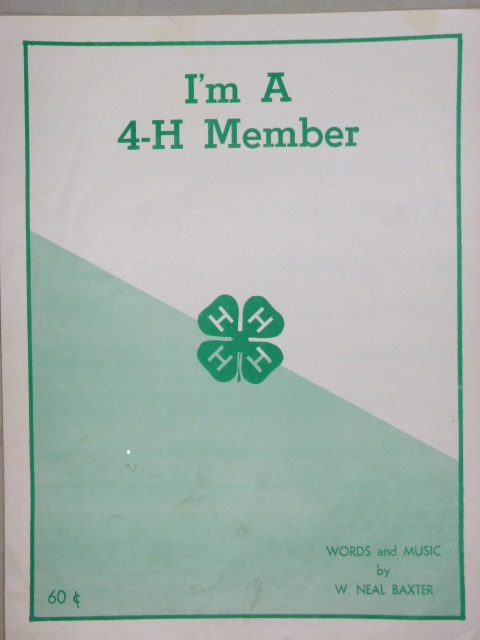 I'm A
4-H Member
H H
H H
WORDS and MUSIC
by
W. NEAL BAXTER
60 ¢